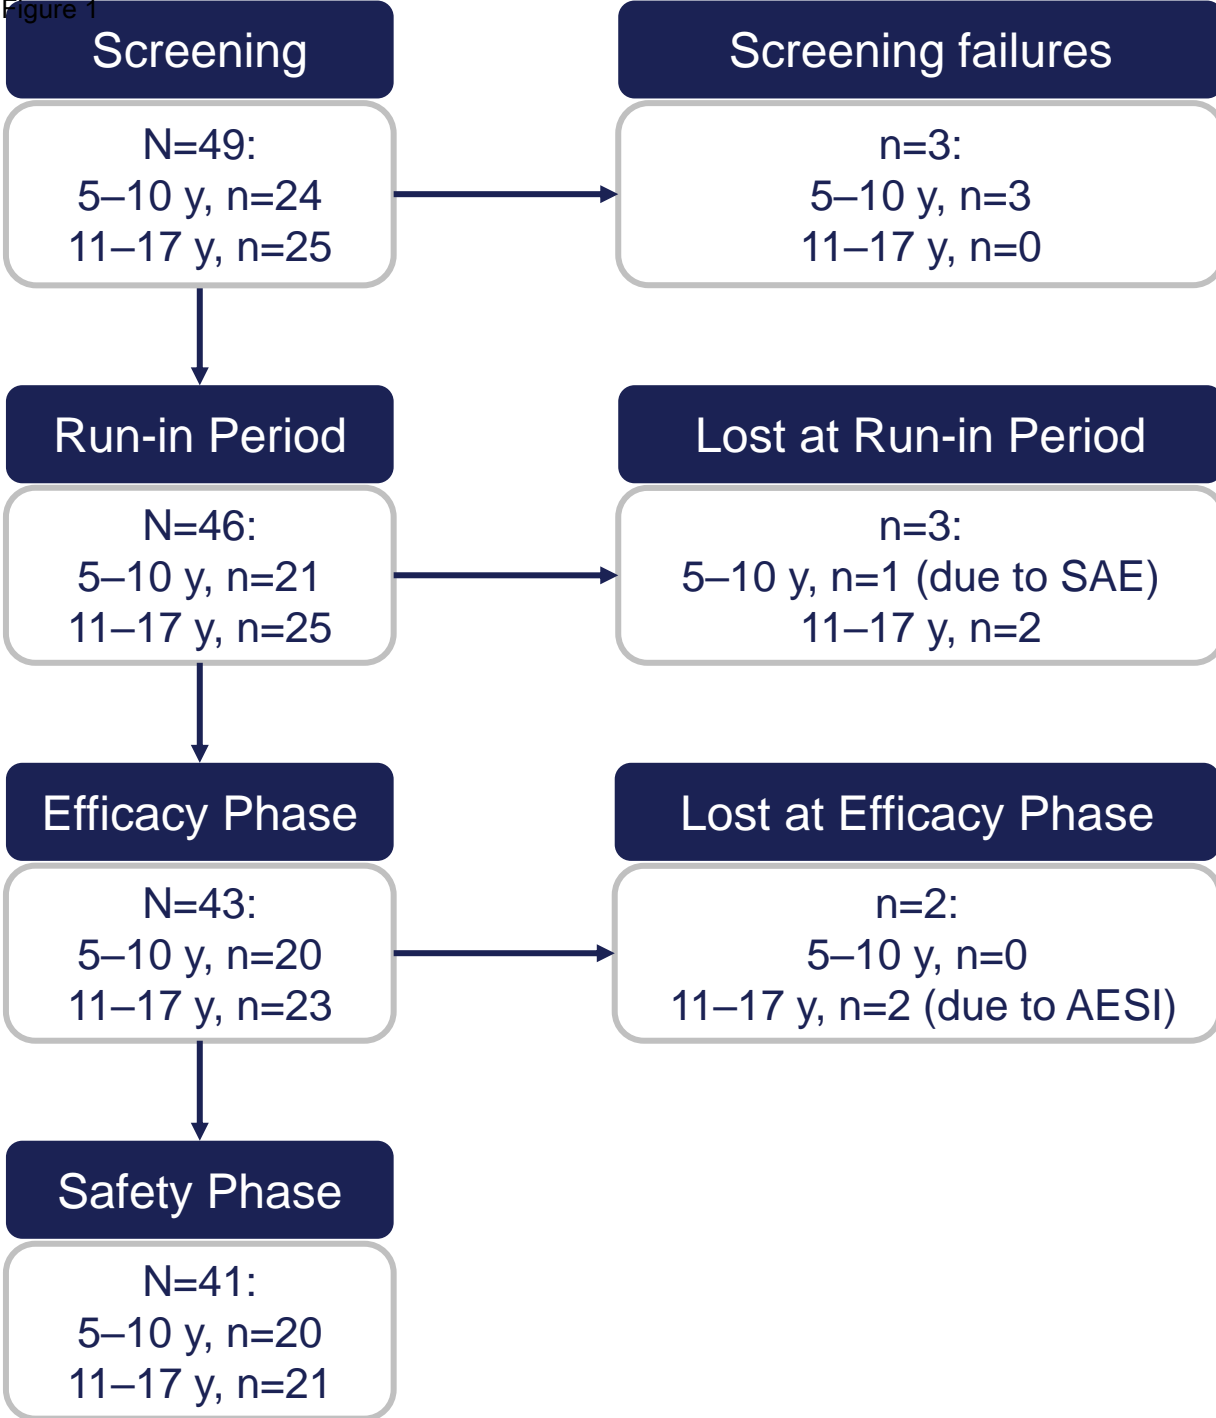 Figure 1
Screening
N=49:
5–10 y, n=24
11–17 y, n=25
Screening failures
n=3:
5–10 y, n=3
11–17 y, n=0
Run-in Period
N=46:
5–10 y, n=21
11–17 y, n=25
Lost at Run-in Period
n=3:
5–10 y, n=1 (due to SAE)
11–17 y, n=2
Efficacy Phase
N=43:
5–10 y, n=20
11–17 y, n=23
Lost at Efficacy Phase
n=2:
5–10 y, n=0
11–17 y, n=2 (due to AESI)
Safety Phase
N=41:
5–10 y, n=20
11–17 y, n=21